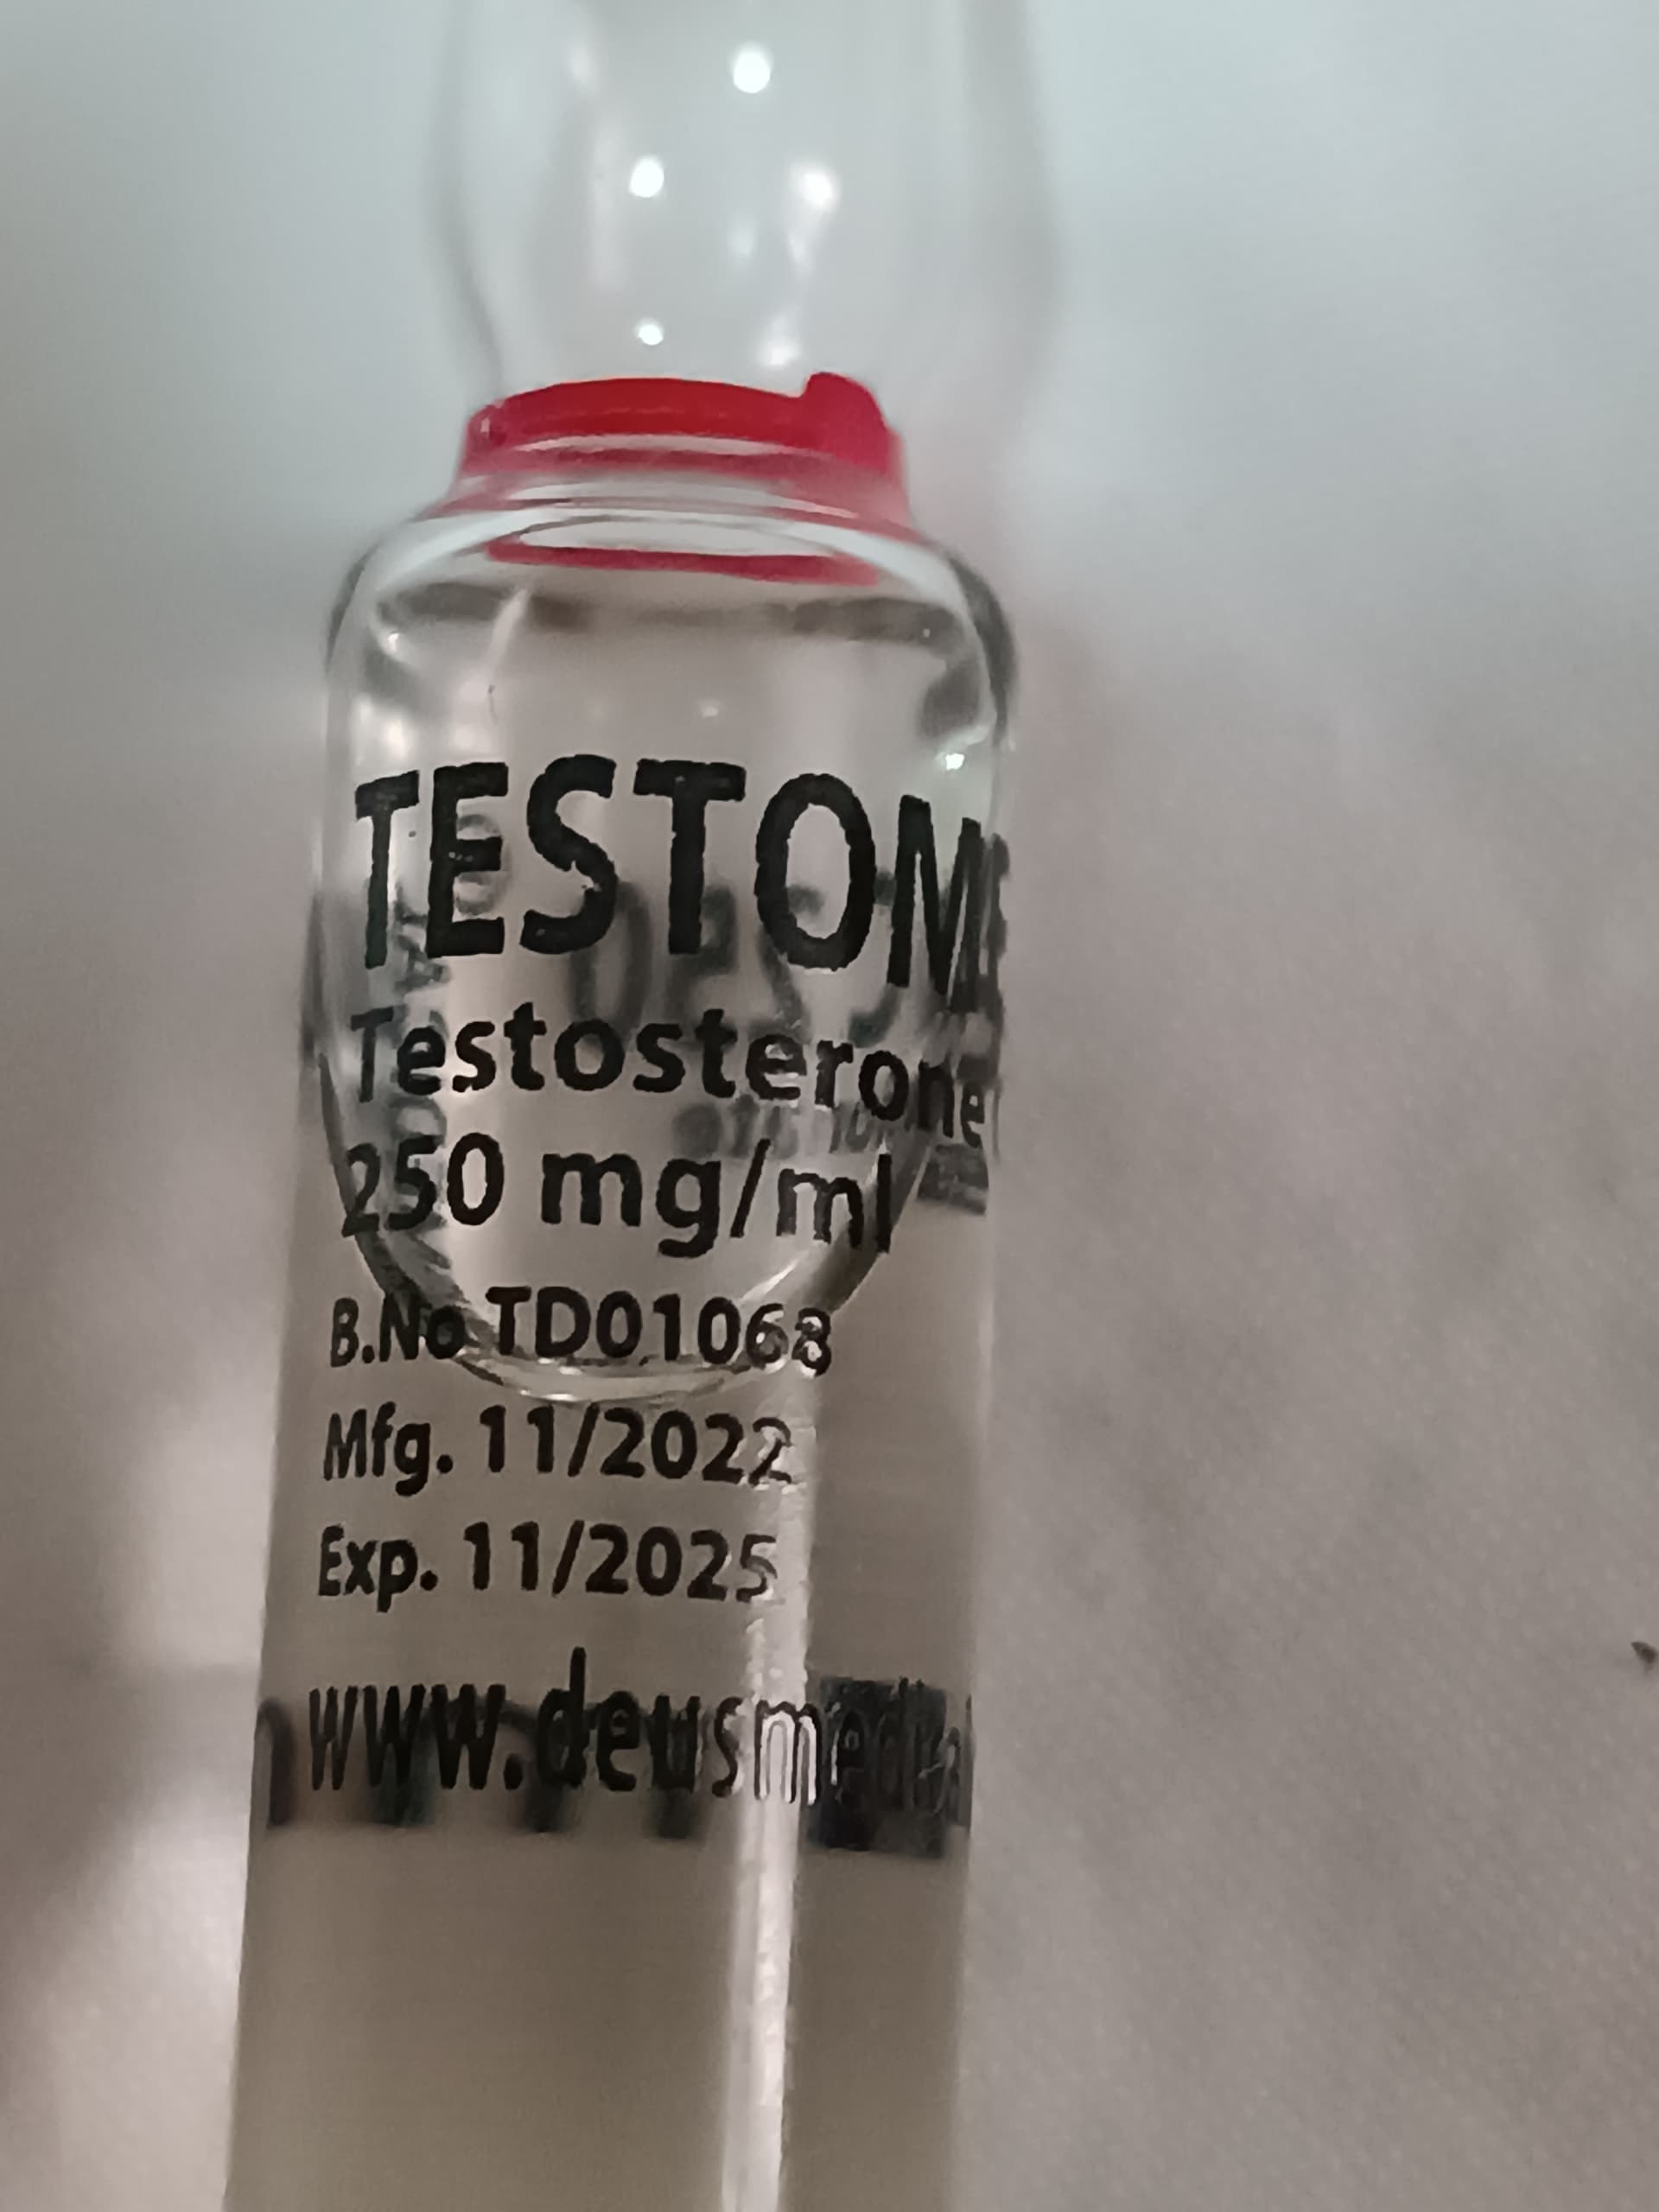 TESTOM
Testosterone
250 mg/ml
B.No TD01068
Mfg. 11/2022
Exp. 11/2025
www.deusmedical